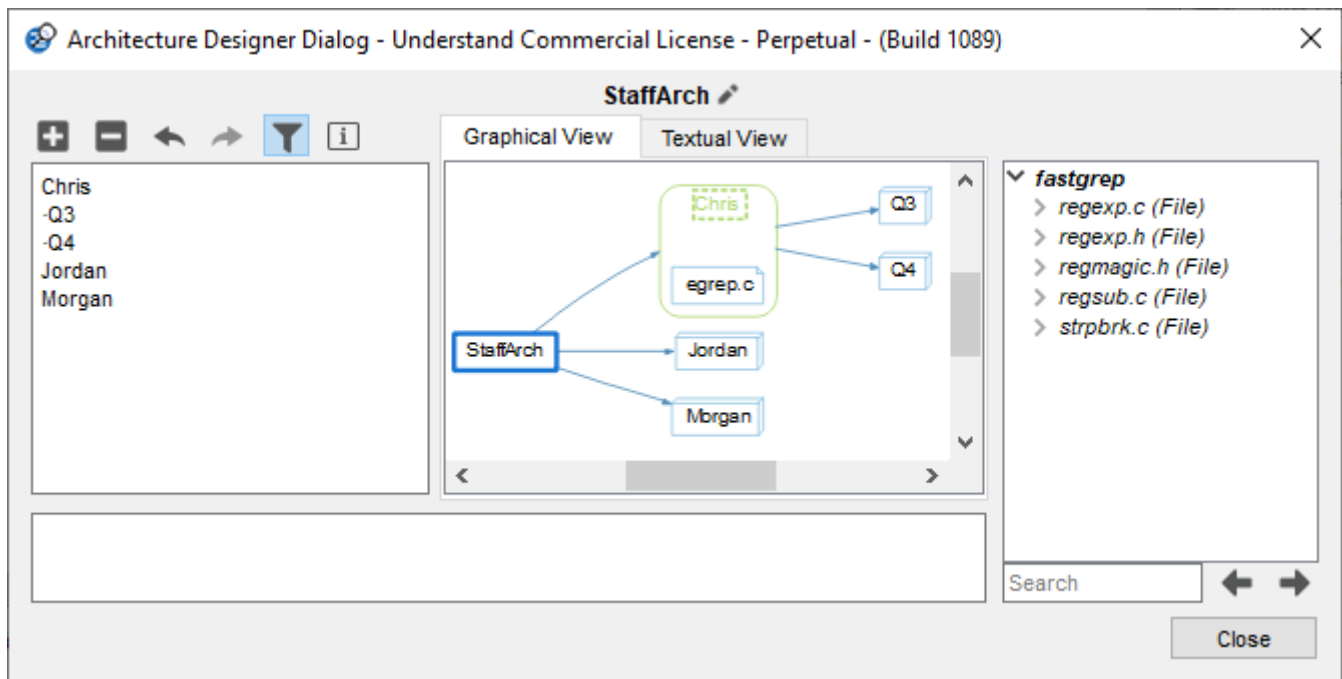 Architecture Designer Dialog - Understand Commercial License - Perpetual - (Build 1089)
StaffArch
Graphical View
Textual View
Chris
-Q3
-Q4
Jordan
Morgan
Chris
egrep.c
Q3
Q4
StaffArch
Jordan
Morgan
fastgrep
regexp.c (File)
regexp.h (File)
regmagic.h (File)
regsub.c (File)
strpbrk.c (File)
Search
Close